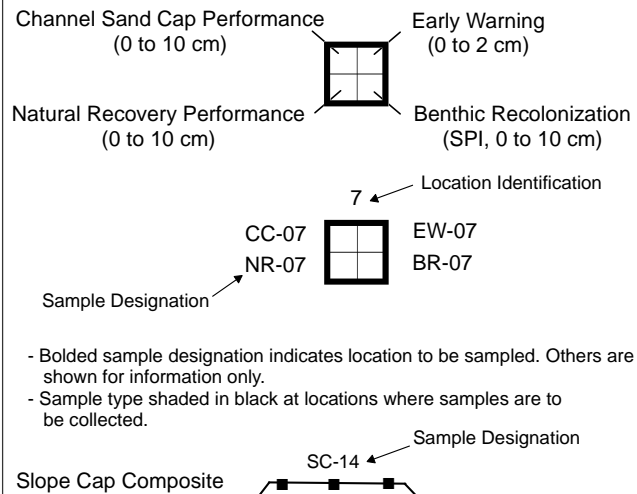 Channel Sand Cap Performance
(0 to 10 cm)
Early Warning
(0 to 2 cm)
Natural Recovery Performance
(0 to 10 cm)
Benthic Recolonization
(SPI, 0 to 10 cm)
Location Identification
7
CC-07
EW-07
NR-07
BR-07
Sample Designation
- Bolded sample designation indicates location to be sampled. Others are
shown for information only.
- Sample type shaded in black at locations where samples are to
be collected.
Sample Designation
SC-14
Slope Cap Composite